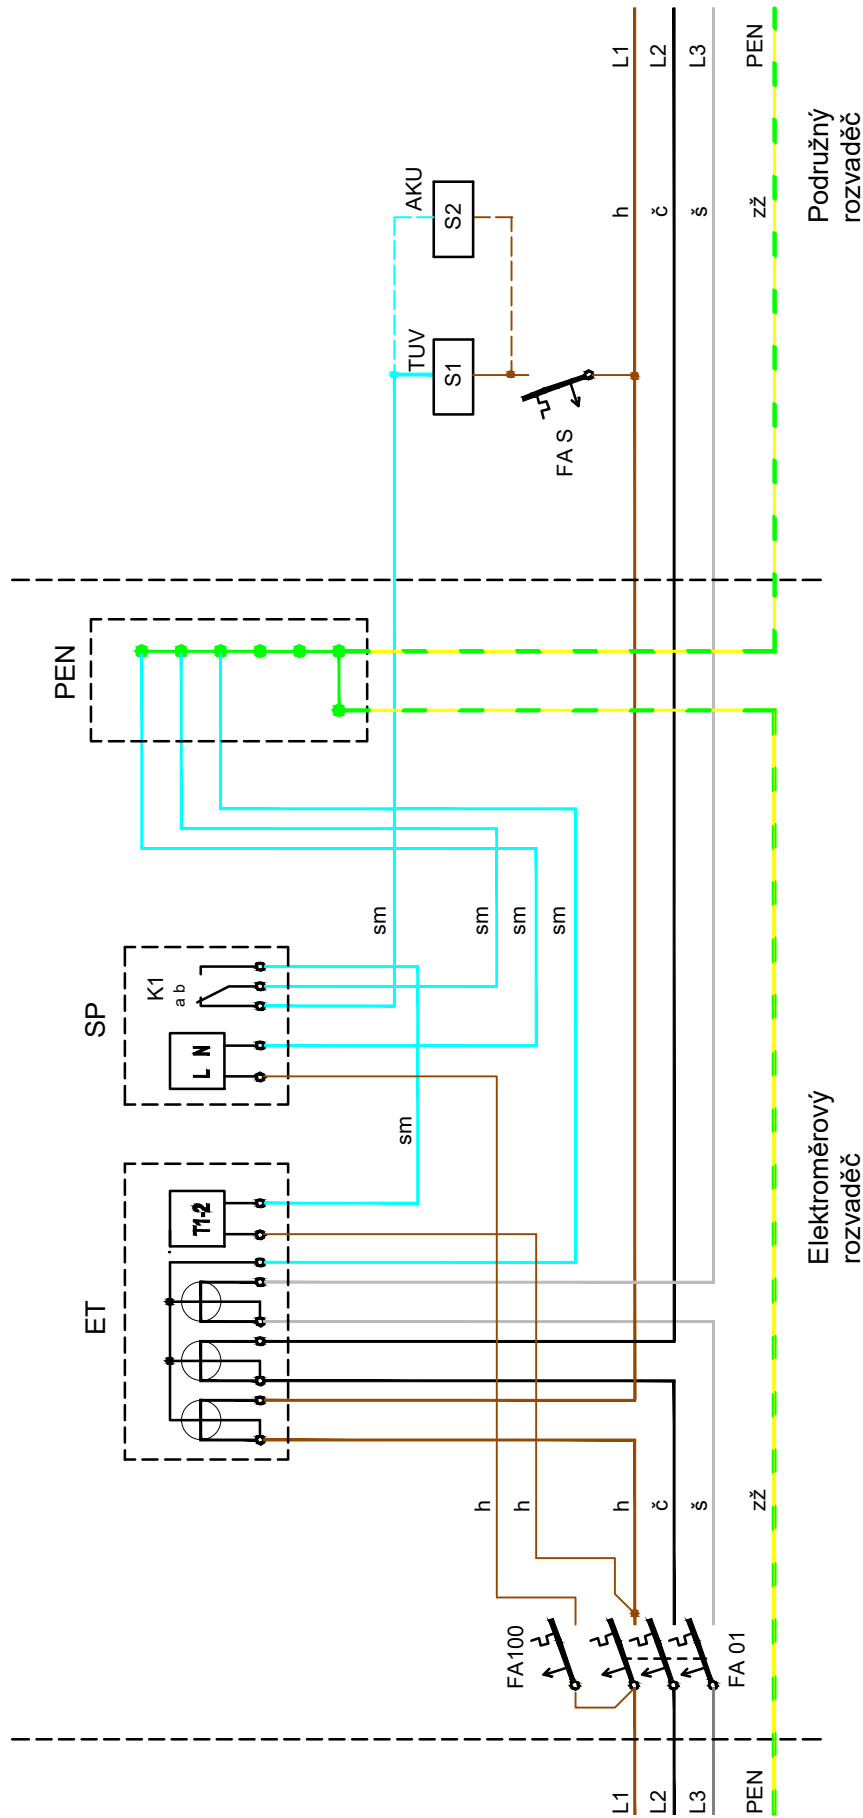 L1
L2
L3
PEN
Podružný
rozvaděč
h
č
š
zž
AKU
S2
TUV
S1
FA S
PEN
sm
sm
sm
sm
SP
K1
a b
L N
sm
ET
T1-2
Elektroměrový
rozvaděč
h
h
h
č
š
zž
FA100
FA 01
L1
L2
L3
PEN